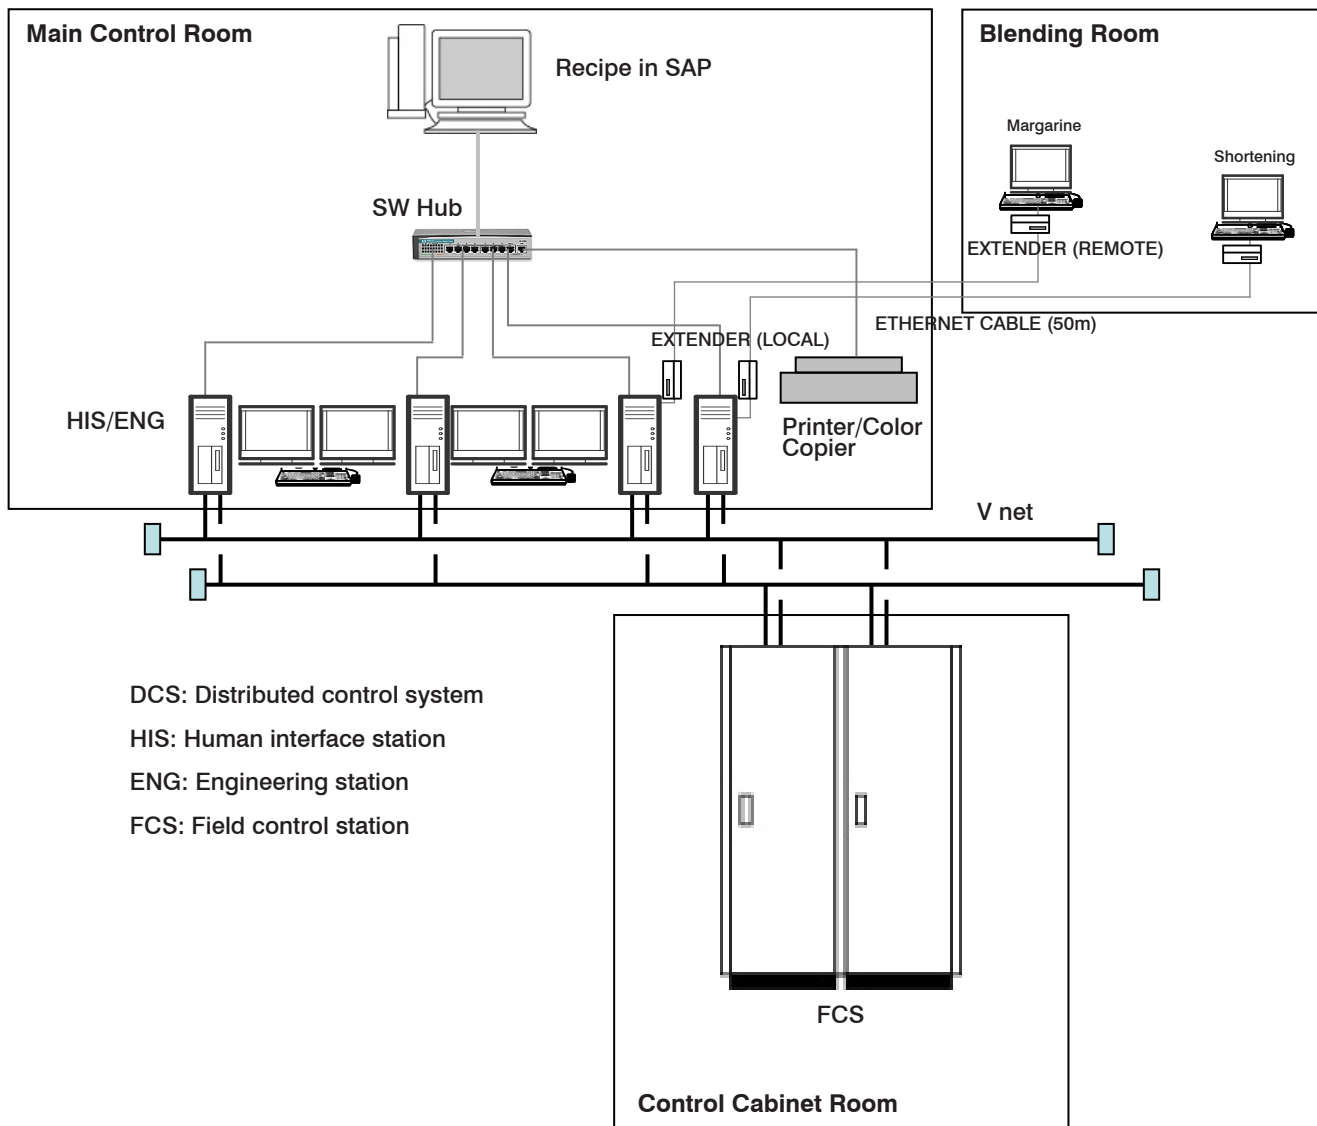 Main Control Room
Blending Room
Recipe in SAP
Margarine
Shortening
SW Hub
EXTENDER (REMOTE)
ETHERNET CABLE (50m)
EXTENDER (LOCAL)
HIS/ENG
Printer/Color
Copier
V net
DCS: Distributed control system
HIS: Human interface station
ENG: Engineering station
FCS: Field control station
FCS
Control Cabinet Room